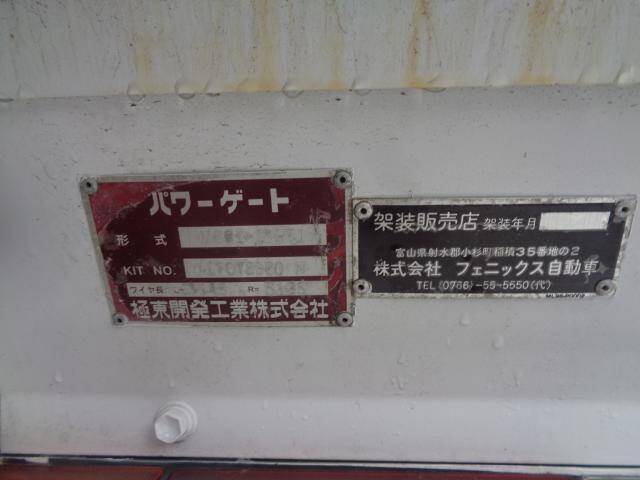 パワーゲート
形式
KIT NO.
ワイヤ長 R=
極東開発工業株式会社
架装販売店 架装年月
富山県射水郡小杉町稲積35番地の2
株式会社 フェニックス自動車
TEL(0766)-55-5550(代)